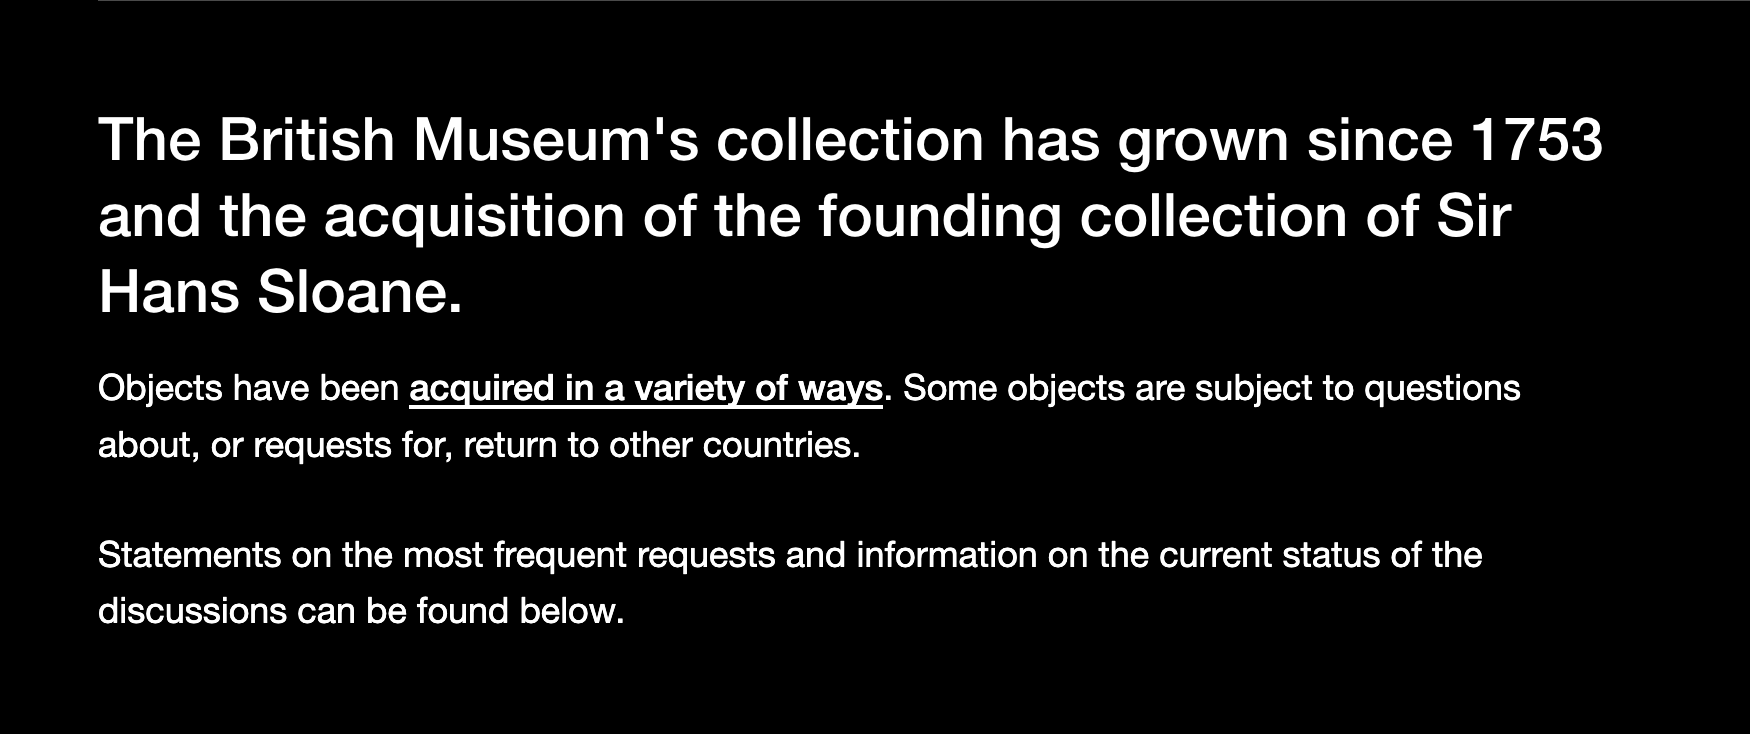 The British Museum's collection has grown since 1753
and the acquisition of the founding collection of Sir
Hans Sloane.
Objects have been acquired in a variety of ways. Some objects are subject to questions
about, or requests for, return to other countries.
Statements on the most frequent requests and information on the current status of the
discussions can be found below.